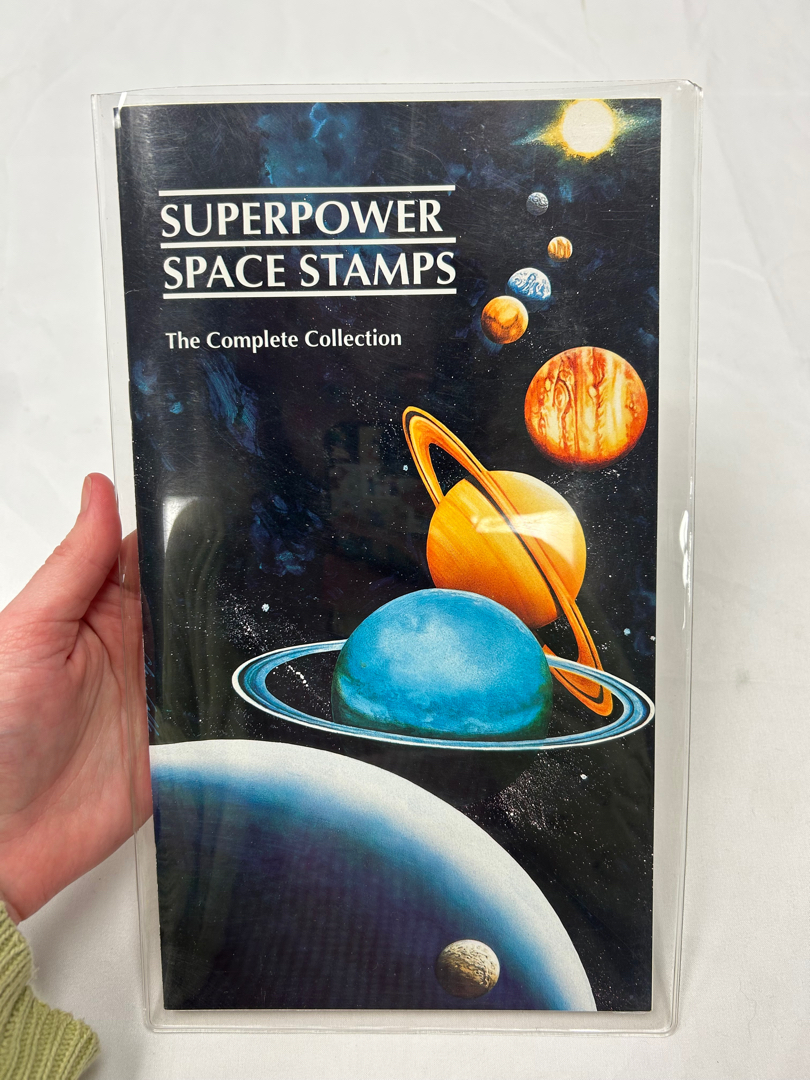 SUPERPOWER
SPACE STAMPS
The Complete Collection